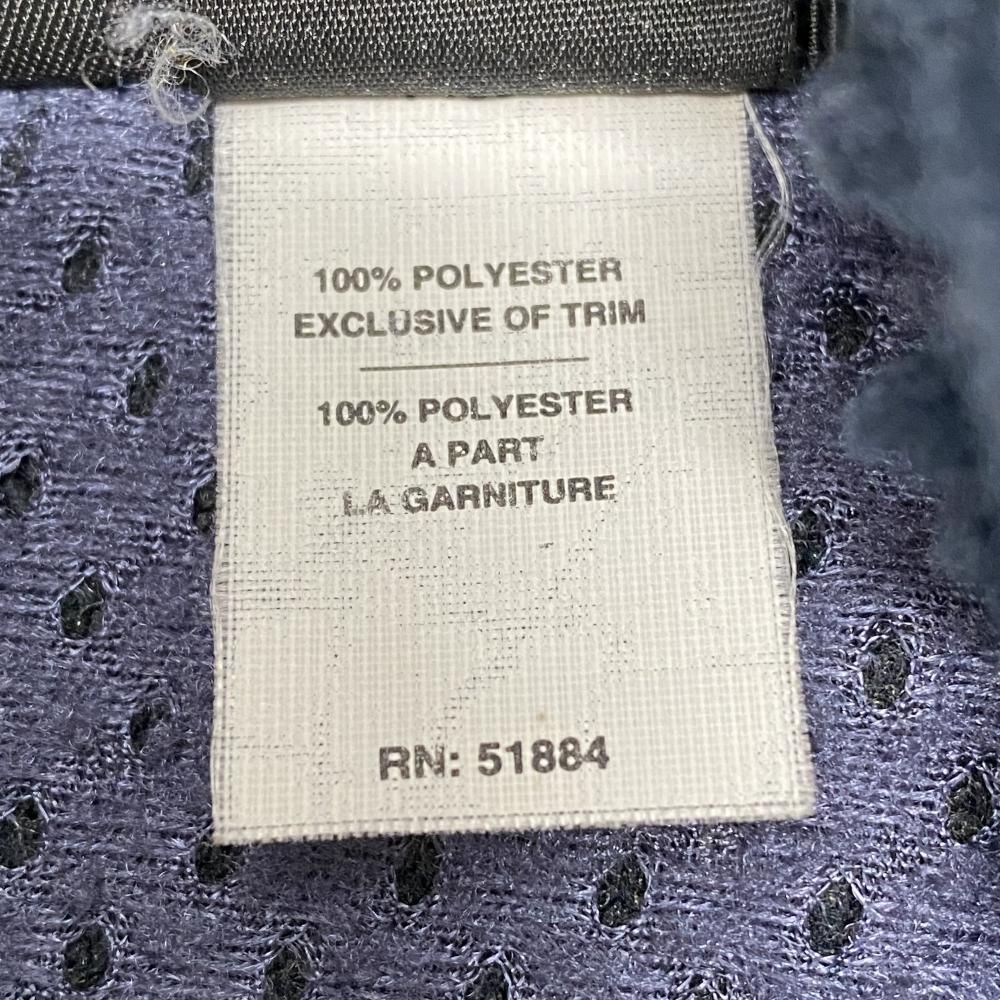 100% POLYESTER
EXCLUSIVE OF TRIM
100% POLYESTER
A PART
LA GARNITURE
RN: 51884